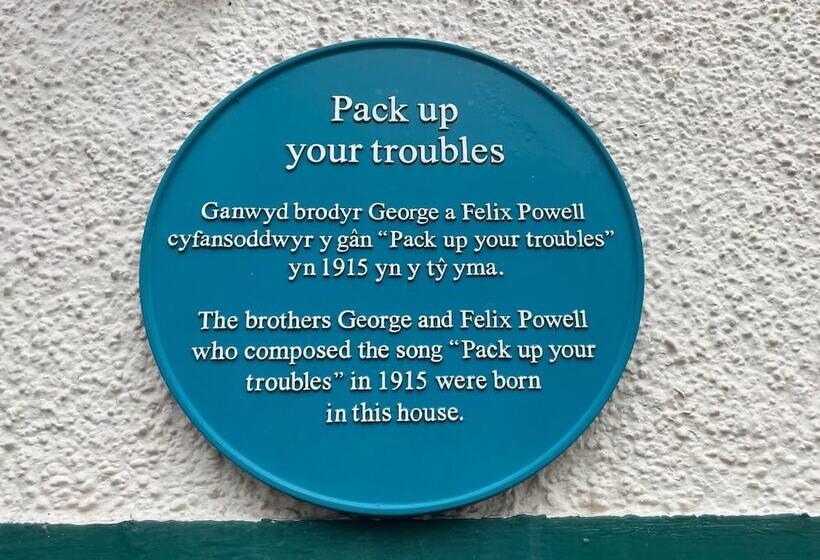 Pack up
your troubles
Ganwyd brodyr George a Felix Powell
cyfansoddwyr y gân “Pack up your troubles”
yn 1915 yn y tŷ yma.
The brothers George and Felix Powell
who composed the song “Pack up your
troubles” in 1915 were born
in this house.